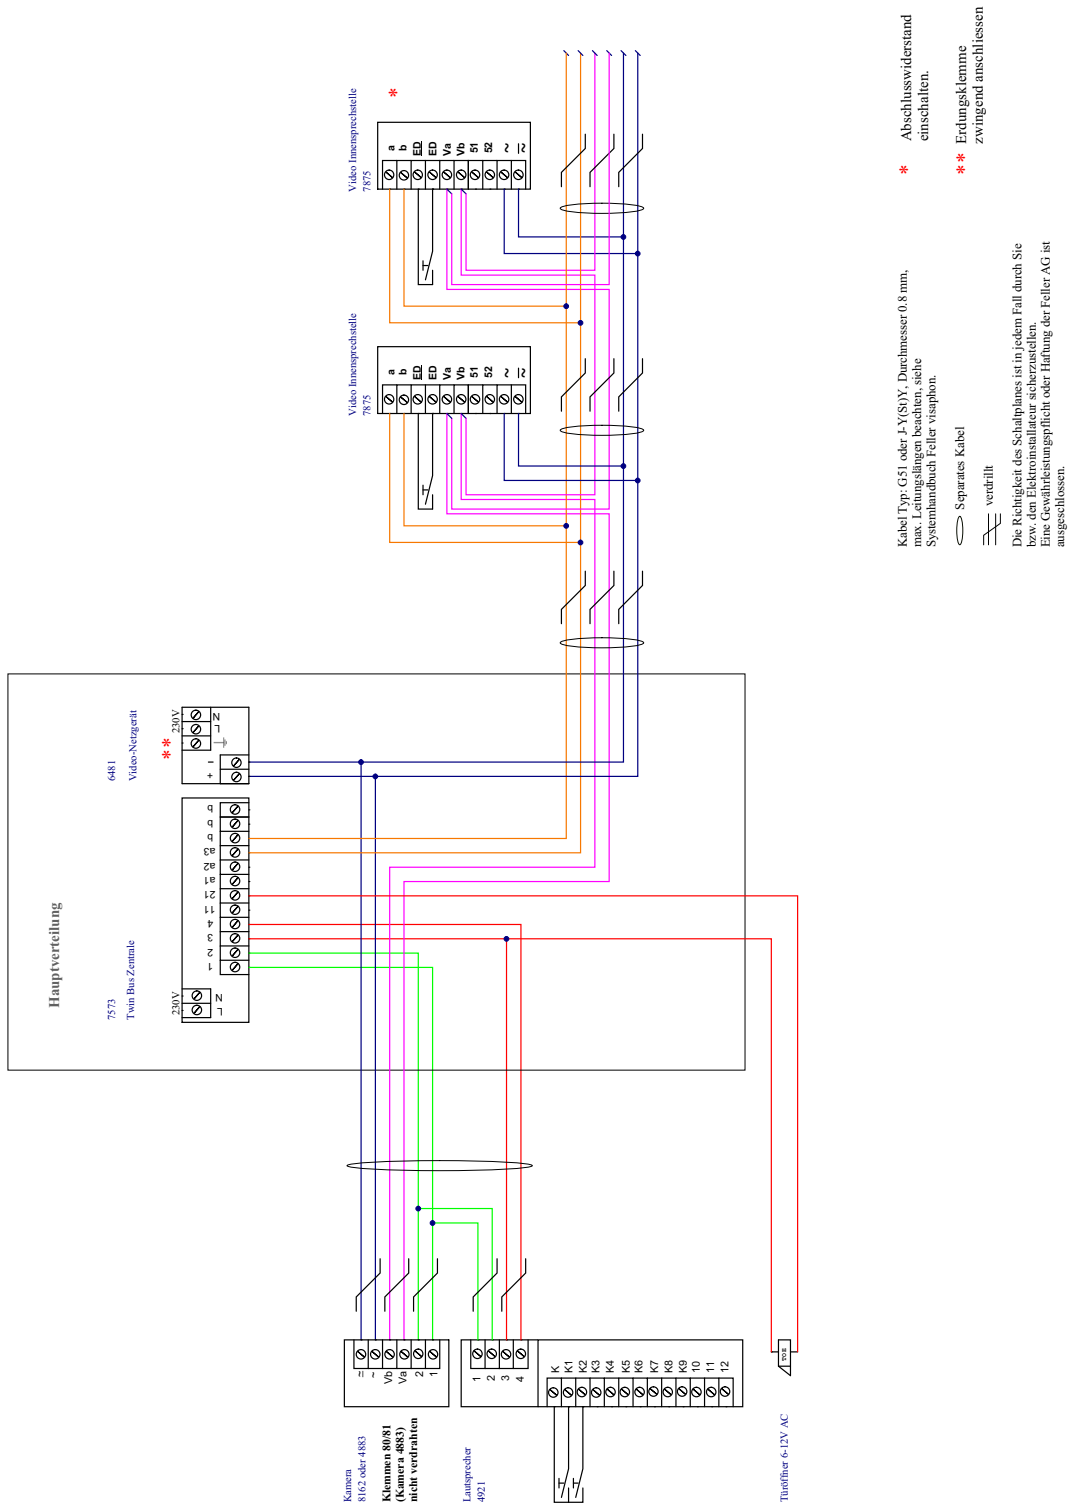 Video Innensprechstelle
7875
*
a
b
ED
ED
Va
Vb
51
52
~
Video Innensprechstelle
7875
a
b
ED
ED
Va
Vb
51
52
~
* Abschlusswiderstand
einschalten.
** Erdungsklemme
zwingend anschliessen
Kabel Typ: G51 oder J-Y(St)Y, Durchmesser 0.8 mm,
max. Leitungslängen beachten, siehe
Systemhandbuch Feller visaphon.
Separates Kabel
verdrillt
Die Richtigkeit des Schaltplanes ist in jedem Fall durch Sie
bzw. den Elektroinstallateur sicherzustellen.
Eine Gewährleistungspflicht oder Haftung der Feller AG ist
ausgeschlossen.
Hauptverteilung
6481
Video-Netzgerät
**
230V
N
L
-
+
7573
Twin Bus Zentrale
b
b
b
a3
a2
a1
21
11
4
3
2
1
230V
N
L
Kamera
8162 oder 4883
Klemmen 80/81
(Kamera 4883)
nicht verdrahten
=
~
Vb
Va
2
1
Lautsprecher
4921
1
2
3
4
K
K1
K2
K3
K4
K5
K6
K7
K8
K9
10
11
12
TOE
Türöffner 6-12V AC